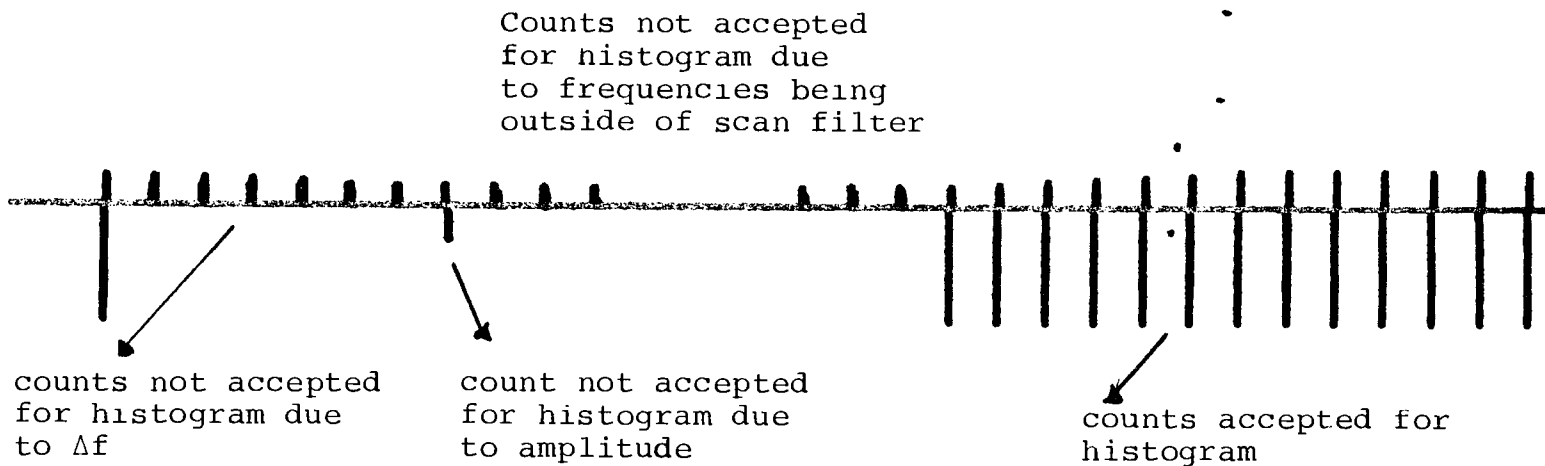 Counts not accepted
for histogram due
to frequencies being
outside of scan filter
counts not accepted
for histogram due
to Δf
count not accepted
for histogram due
to amplitude
counts accepted for
histogram